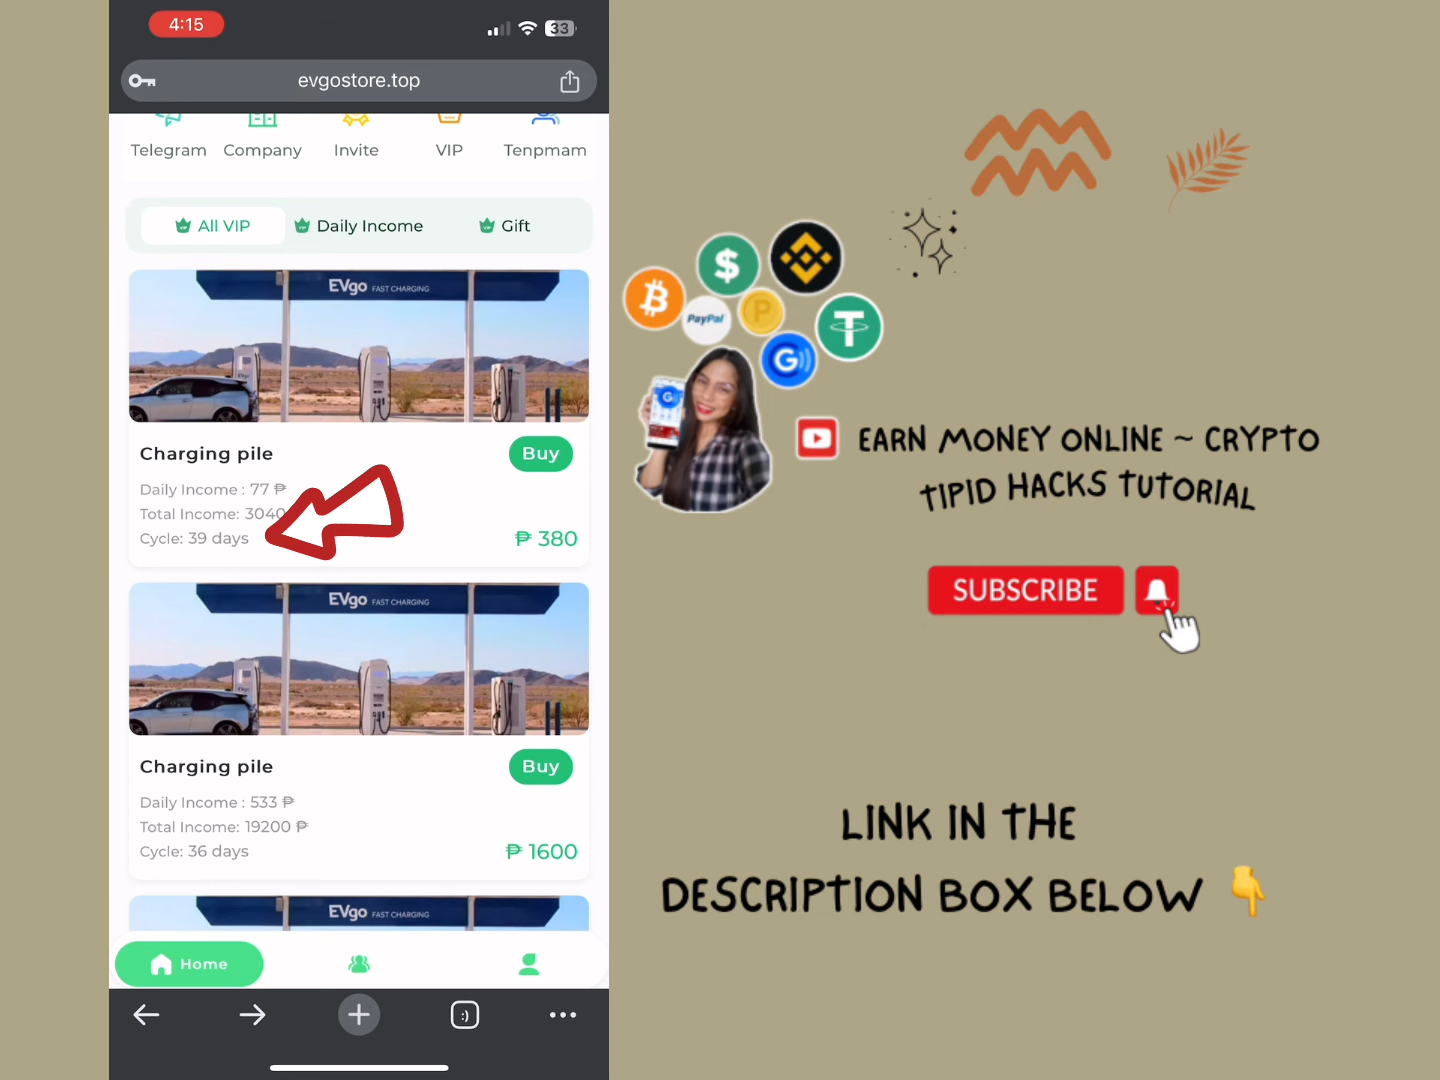 4:15
33
evgostore.top
Telegram Company Invite VIP Tenpmam
All VIP Daily Income Gift
EVgo FAST CHARGING
Charging pile Buy
Daily Income : 77 ₱
Total Income: 3040
Cycle: 39 days ₱ 380
EVgo FAST CHARGING
Charging pile Buy
Daily Income : 533 ₱
Total Income: 19200 ₱
Cycle: 36 days ₱ 1600
EVgo FAST CHARGING
Home
PayPal
EARN MONEY ONLINE ~ CRYPTO
TIPID HACKS TUTORIAL
SUBSCRIBE
LINK IN THE
DESCRIPTION BOX BELOW